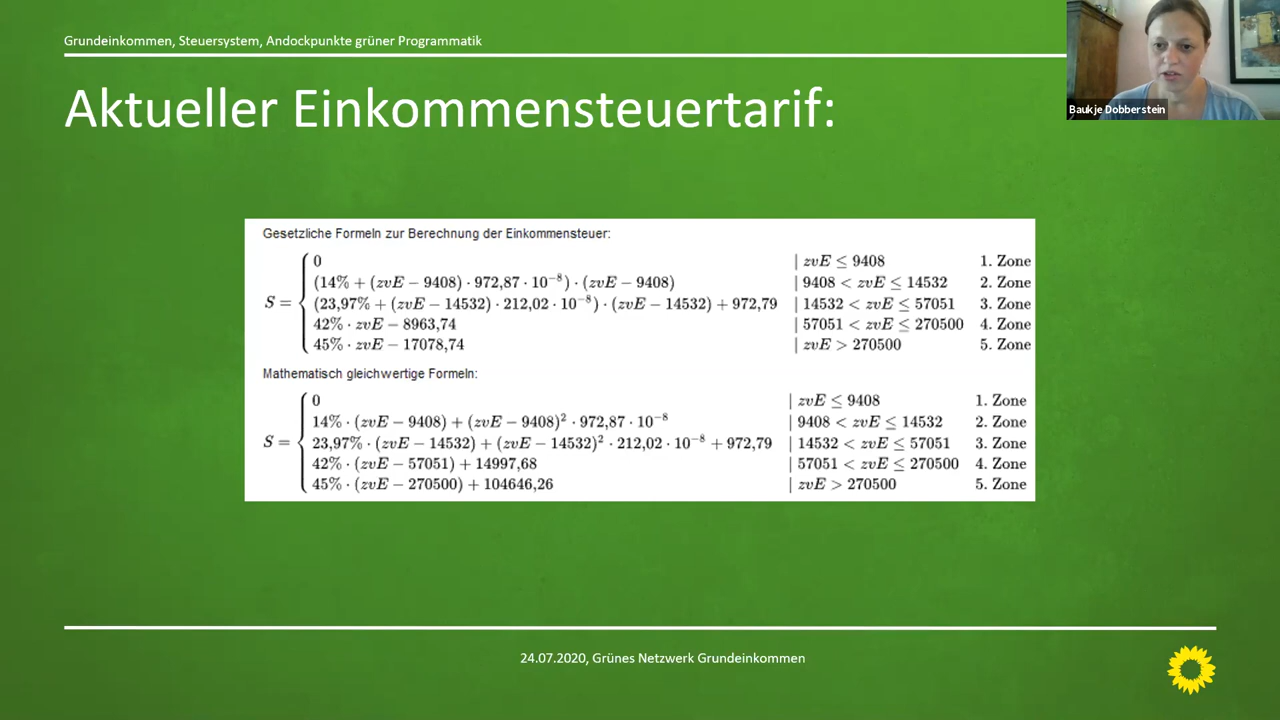 Grundeinkommen, Steuersystem, Andockpunkte grüner Programmatik
Baukje Dobberstein
Aktueller Einkommensteuertarif:
Gesetzliche Formeln zur Berechnung der Einkommensteuer:
S =
0 | zvE ≤ 9408 1. Zone
(14% + (zvE − 9408) · 972,87 · 10⁻⁸) · (zvE − 9408) | 9408 < zvE ≤ 14532 2. Zone
(23,97% + (zvE − 14532) · 212,02 · 10⁻⁸) · (zvE − 14532) + 972,79 | 14532 < zvE ≤ 57051 3. Zone
42% · zvE − 8963,74 | 57051 < zvE ≤ 270500 4. Zone
45% · zvE − 17078,74 | zvE > 270500 5. Zone
Mathematisch gleichwertige Formeln:
S =
0 | zvE ≤ 9408 1. Zone
14% · (zvE − 9408) + (zvE − 9408)² · 972,87 · 10⁻⁸ | 9408 < zvE ≤ 14532 2. Zone
23,97% · (zvE − 14532) + (zvE − 14532)² · 212,02 · 10⁻⁸ + 972,79 | 14532 < zvE ≤ 57051 3. Zone
42% · (zvE − 57051) + 14997,68 | 57051 < zvE ≤ 270500 4. Zone
45% · (zvE − 270500) + 104646,26 | zvE > 270500 5. Zone
24.07.2020, Grünes Netzwerk Grundeinkommen